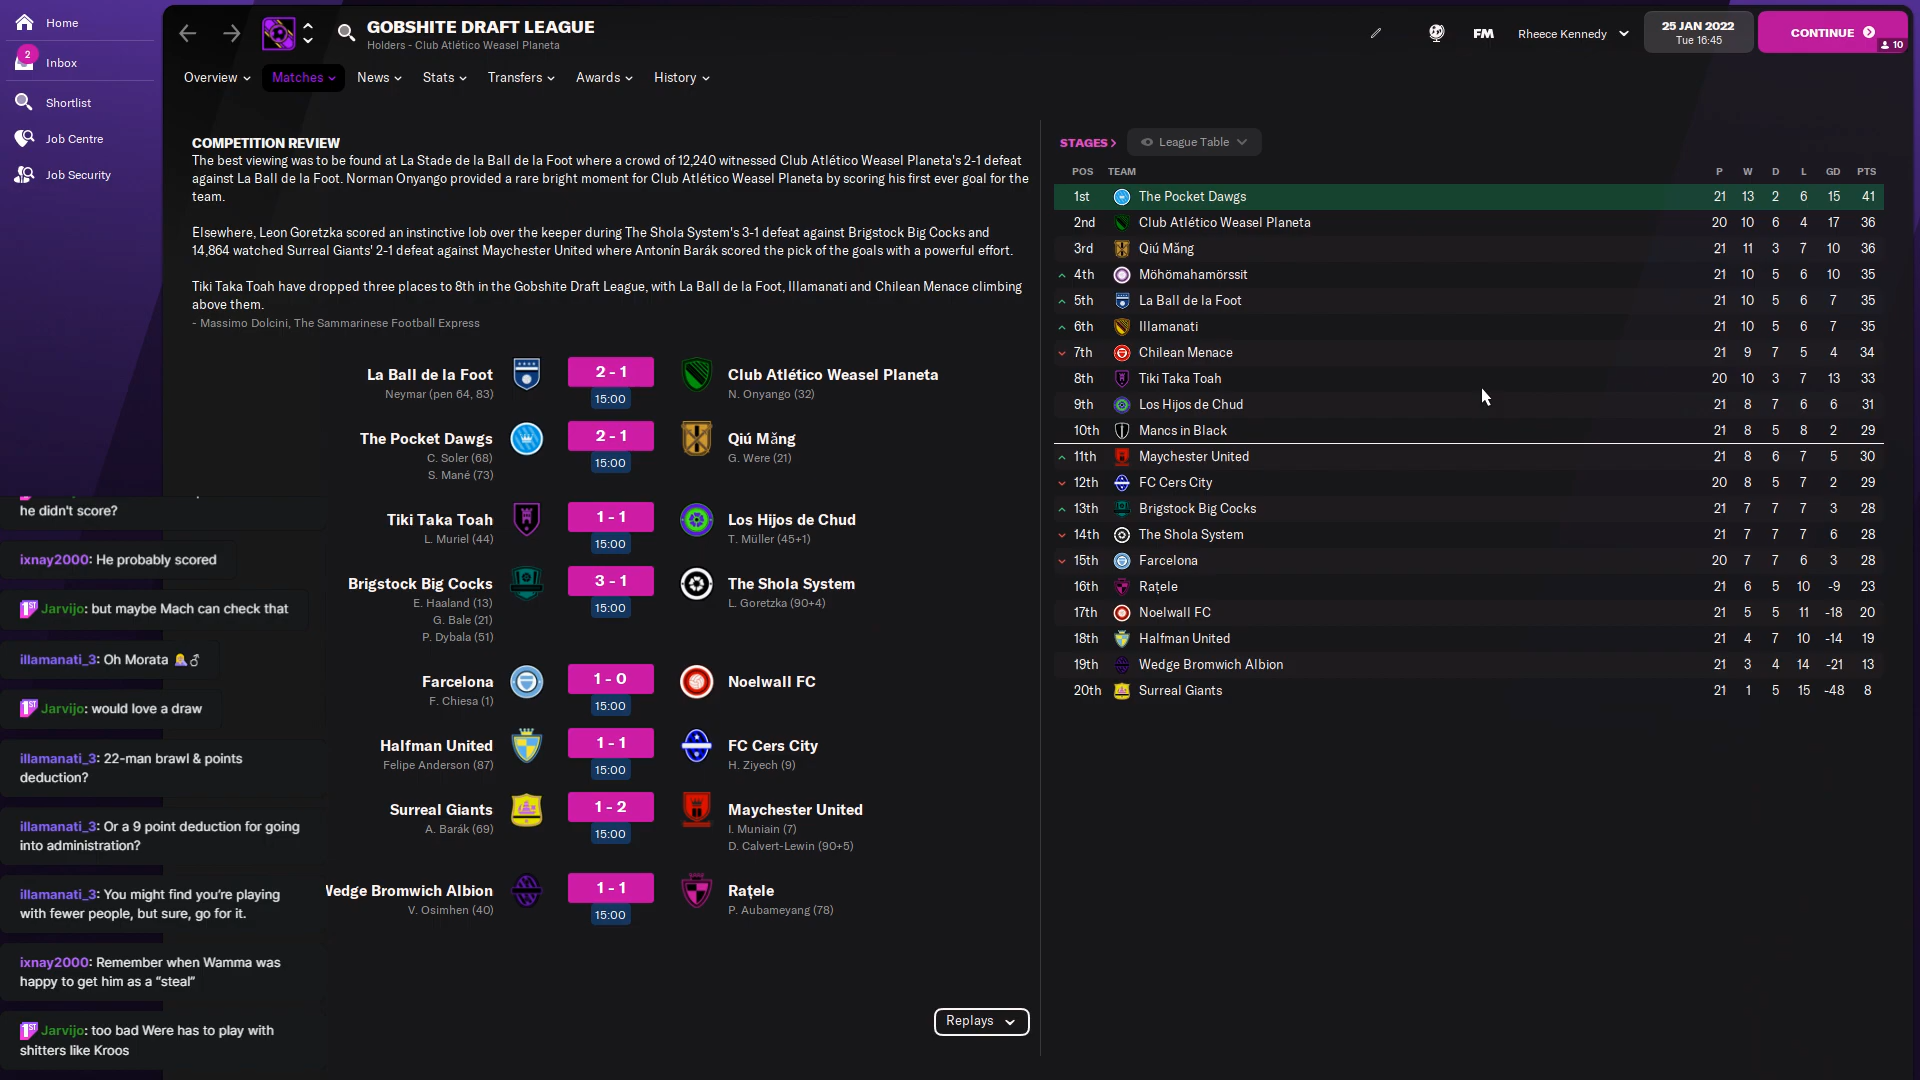 Home
2
Inbox
Shortlist
Job Centre
Job Security
GOBSHITE DRAFT LEAGUE
Holders - Club Atlético Weasel Planeta
FM
Rheece Kennedy
25 JAN 2022
Tue 16:45
CONTINUE
10
Overview
Matches
News
Stats
Transfers
Awards
History
COMPETITION REVIEW
The best viewing was to be found at La Stade de la Ball de la Foot where a crowd of 12,240 witnessed Club Atlético Weasel Planeta's 2-1 defeat
against La Ball de la Foot. Norman Onyango provided a rare bright moment for Club Atlético Weasel Planeta by scoring his first ever goal for the
team.
Elsewhere, Leon Goretzka scored an instinctive lob over the keeper during The Shola System's 3-1 defeat against Brigstock Big Cocks and
14,864 watched Surreal Giants' 2-1 defeat against Maychester United where Antonín Barák scored the pick of the goals with a powerful effort.
Tiki Taka Toah have dropped three places to 8th in the Gobshite Draft League, with La Ball de la Foot, Illamanati and Chilean Menace climbing
above them.
- Massimo Dolcini, The Sammarinese Football Express
La Ball de la Foot 2 - 1 Club Atlético Weasel Planeta
Neymar (pen 64, 83) 15:00 N. Onyango (32)
The Pocket Dawgs 2 - 1 Qiú Mǎng
C. Soler (68) 15:00 G. Were (21)
S. Mané (73)
Tiki Taka Toah 1 - 1 Los Hijos de Chud
L. Muriel (44) 15:00 T. Müller (45+1)
Brigstock Big Cocks 3 - 1 The Shola System
E. Haaland (13) 15:00 L. Goretzka (90+4)
G. Bale (21)
P. Dybala (51)
Farcelona 1 - 0 Noelwall FC
F. Chiesa (1) 15:00
Halfman United 1 - 1 FC Cers City
Felipe Anderson (87) 15:00 H. Ziyech (9)
Surreal Giants 1 - 2 Maychester United
A. Barák (69) 15:00 I. Muniain (7)
D. Calvert-Lewin (90+5)
Wedge Bromwich Albion 1 - 1 Rațele
V. Osimhen (40) 15:00 P. Aubameyang (78)
Replays
STAGES
League Table
POS TEAM P W D L GD PTS
1st The Pocket Dawgs 21 13 2 6 15 41
2nd Club Atlético Weasel Planeta 20 10 6 4 17 36
3rd Qiú Mǎng 21 11 3 7 10 36
4th Möhömahamörssit 21 10 5 6 10 35
5th La Ball de la Foot 21 10 5 6 7 35
6th Illamanati 21 10 5 6 7 35
7th Chilean Menace 21 9 7 5 4 34
8th Tiki Taka Toah 20 10 3 7 13 33
9th Los Hijos de Chud 21 8 7 6 6 31
10th Mancs in Black 21 8 5 8 2 29
11th Maychester United 21 8 6 7 5 30
12th FC Cers City 20 8 5 7 2 29
13th Brigstock Big Cocks 21 7 7 7 3 28
14th The Shola System 21 7 7 7 6 28
15th Farcelona 20 7 7 6 3 28
16th Rațele 21 6 5 10 -9 23
17th Noelwall FC 21 5 5 11 -18 20
18th Halfman United 21 4 7 10 -14 19
19th Wedge Bromwich Albion 21 3 4 14 -21 13
20th Surreal Giants 21 1 5 15 -48 8
he didn't score?
ixnay2000: He probably scored
1ST Jarvijo: but maybe Mach can check that
illamanati_3: Oh Morata 🤦‍♂
1ST Jarvijo: would love a draw
illamanati_3: 22-man brawl & points
deduction?
illamanati_3: Or a 9 point deduction for going
into administration?
illamanati_3: You might find you're playing
with fewer people, but sure, go for it.
ixnay2000: Remember when Wamma was
happy to get him as a “steal”
1ST Jarvijo: too bad Were has to play with
shitters like Kroos